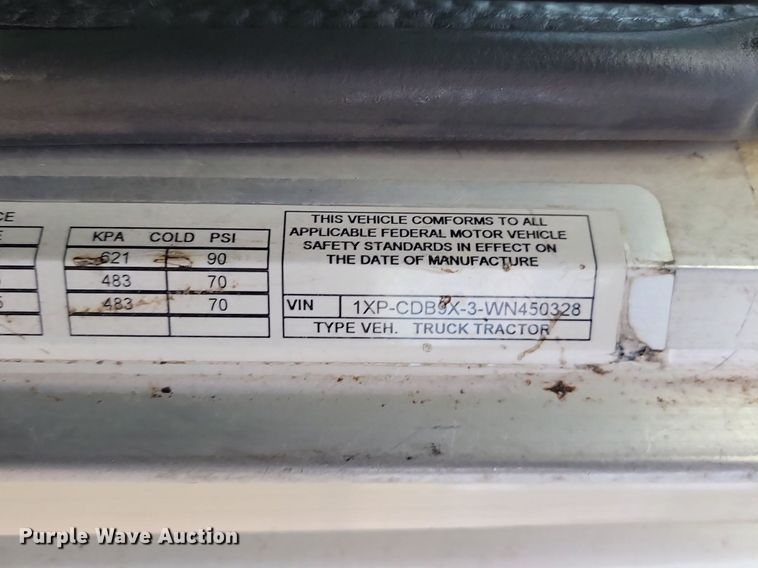 CE
E
KPA COLD PSI
621 90
483 70
5 483 70
THIS VEHICLE COMFORMS TO ALL
APPLICABLE FEDERAL MOTOR VEHICLE
SAFETY STANDARDS IN EFFECT ON
THE DATE OF MANUFACTURE
VIN 1XP-CDB9X-3-WN450328
TYPE VEH. TRUCK TRACTOR
Purple Wave Auction